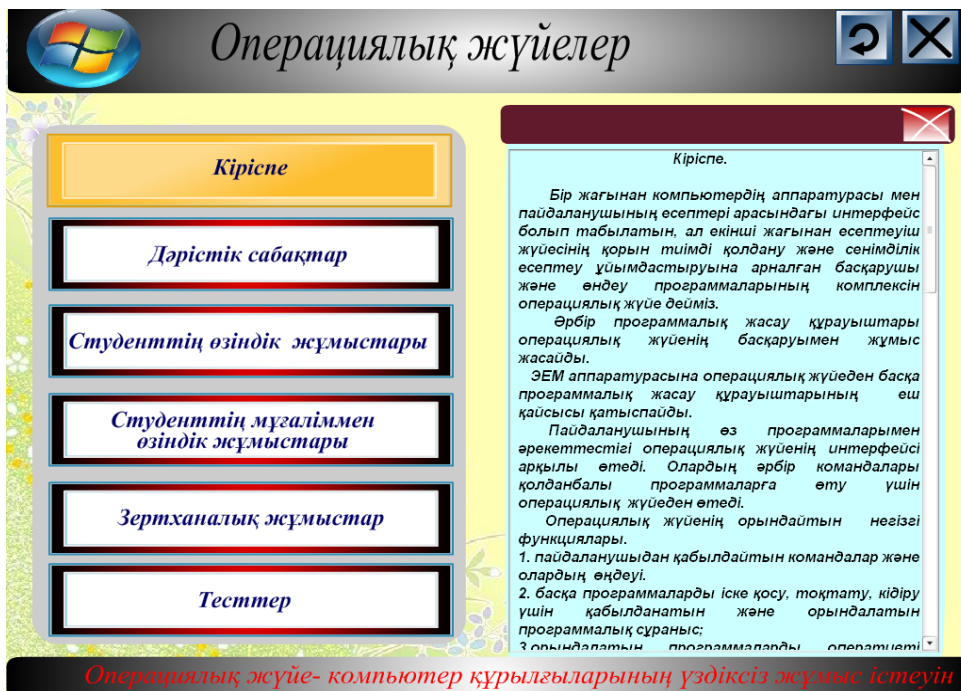 Операциялық жүйелер
Кіріспе
Дәрістік сабақтар
Студенттің өзіндік жұмыстары
Студенттің мұғаліммен
өзіндік жұмыстары
Зертханалық жұмыстар
Тесттер
Кіріспе.
Бір жағынан компьютердің аппаратурасы мен
пайдаланушының есептері арасындағы интерфейс
болып табылатын, ал екінші жағынан есептеуіш
жүйесінің қорын тиімді қолдану және сенімділік
есептеу ұйымдастыруына арналған басқарушы
және өндеу программаларының комплексін
операциялық жүйе дейміз.
Әрбір программалық жасау құрауыштары
операциялық жүйенің басқаруымен жұмыс
жасайды.
ЭЕМ аппаратурасына операциялық жүйеден басқа
программалық жасау құрауыштарының еш
қайсысы қатыспайды.
Пайдаланушының өз программаларымен
әрекеттестігі операциялық жүйенің интерфейсі
арқылы өтеді. Олардың әрбір командалары
қолданбалы программаларға өту үшін
операциялық жүйеден өтеді.
Операциялық жүйенің орындайтын негізгі
функциялары.
1. пайдаланушыдан қабылдайтын командалар және
олардың өңдеуі.
2. басқа программаларды іске қосу, тоқтату, кідіру
үшін қабылданатын және орындалатын
программалық сұраныс;
3.орындалатын программаларды оперативті
Операциялық жүйе- компьютер құрылғыларының үздіксіз жұмыс істеуін